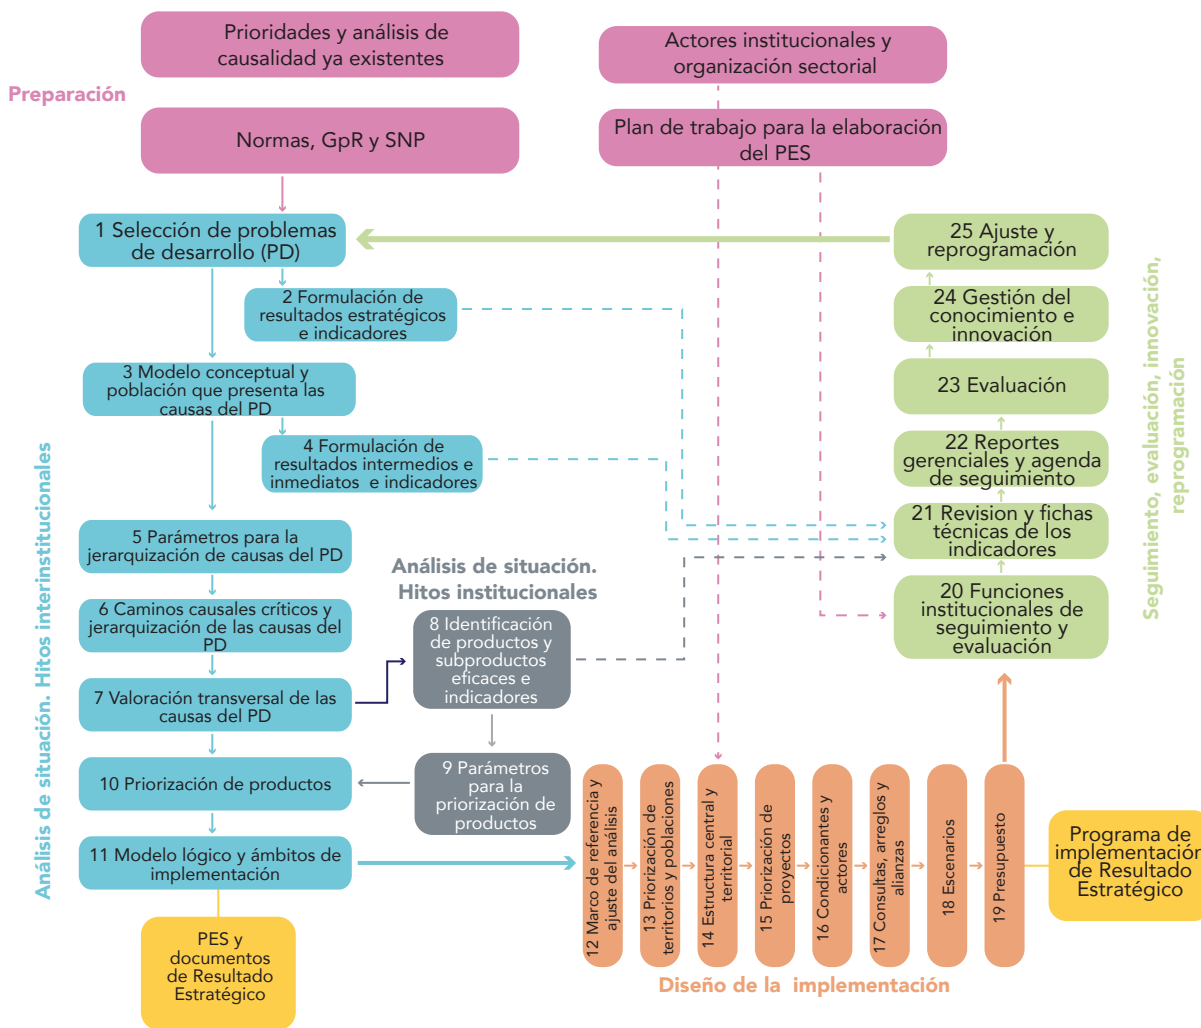 Prioridades y análisis de
causalidad ya existentes
Actores institucionales y
organización sectorial
Preparación
Normas, GpR y SNP
Plan de trabajo para la elaboración
del PES
1 Selección de problemas
de desarrollo (PD)
2 Formulación de
resultados estratégicos
e indicadores
3 Modelo conceptual y
población que presenta las
causas del PD
4 Formulación de
resultados intermedios e
inmediatos e indicadores
5 Parámetros para la
jerarquización de causas del PD
6 Caminos causales críticos y
jerarquización de las causas del
PD
7 Valoración transversal de las
causas del PD
Análisis de situación.
Hitos institucionales
8 Identificación
de productos y
subproductos
eficaces e
indicadores
9 Parámetros
para la
priorización de
productos
10 Priorización de productos
11 Modelo lógico y ámbitos de
implementación
Análisis de situación. Hitos interinstitucionales
PES y
documentos
de Resultado
Estratégico
12 Marco de referencia y
ajuste del análisis
13 Priorización de
territorios y poblaciones
14 Estructura central y
territorial
15 Priorización de
proyectos
16 Condicionantes y
actores
17 Consultas, arreglos y
alianzas
18 Escenarios
19 Presupuesto
Diseño de la implementación
Programa de
implementación
de Resultado
Estratégico
25 Ajuste y
reprogramación
24 Gestión del
conocimiento e
innovación
23 Evaluación
22 Reportes
gerenciales y agenda
de seguimiento
21 Revision y fichas
técnicas de los
indicadores
20 Funciones
institucionales de
seguimiento y
evaluación
Seguimiento, evaluación, innovación,
reprogramación